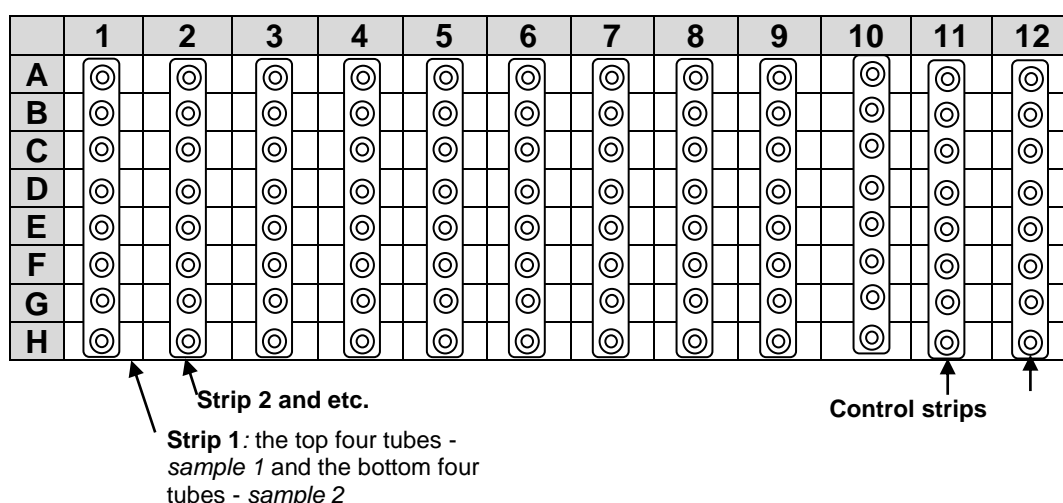 1 2 3 4 5 6 7 8 9 10 11 12
A
B
C
D
E
F
G
H
Strip 2 and etc.
Control strips
Strip 1: the top four tubes -
sample 1 and the bottom four
tubes - sample 2